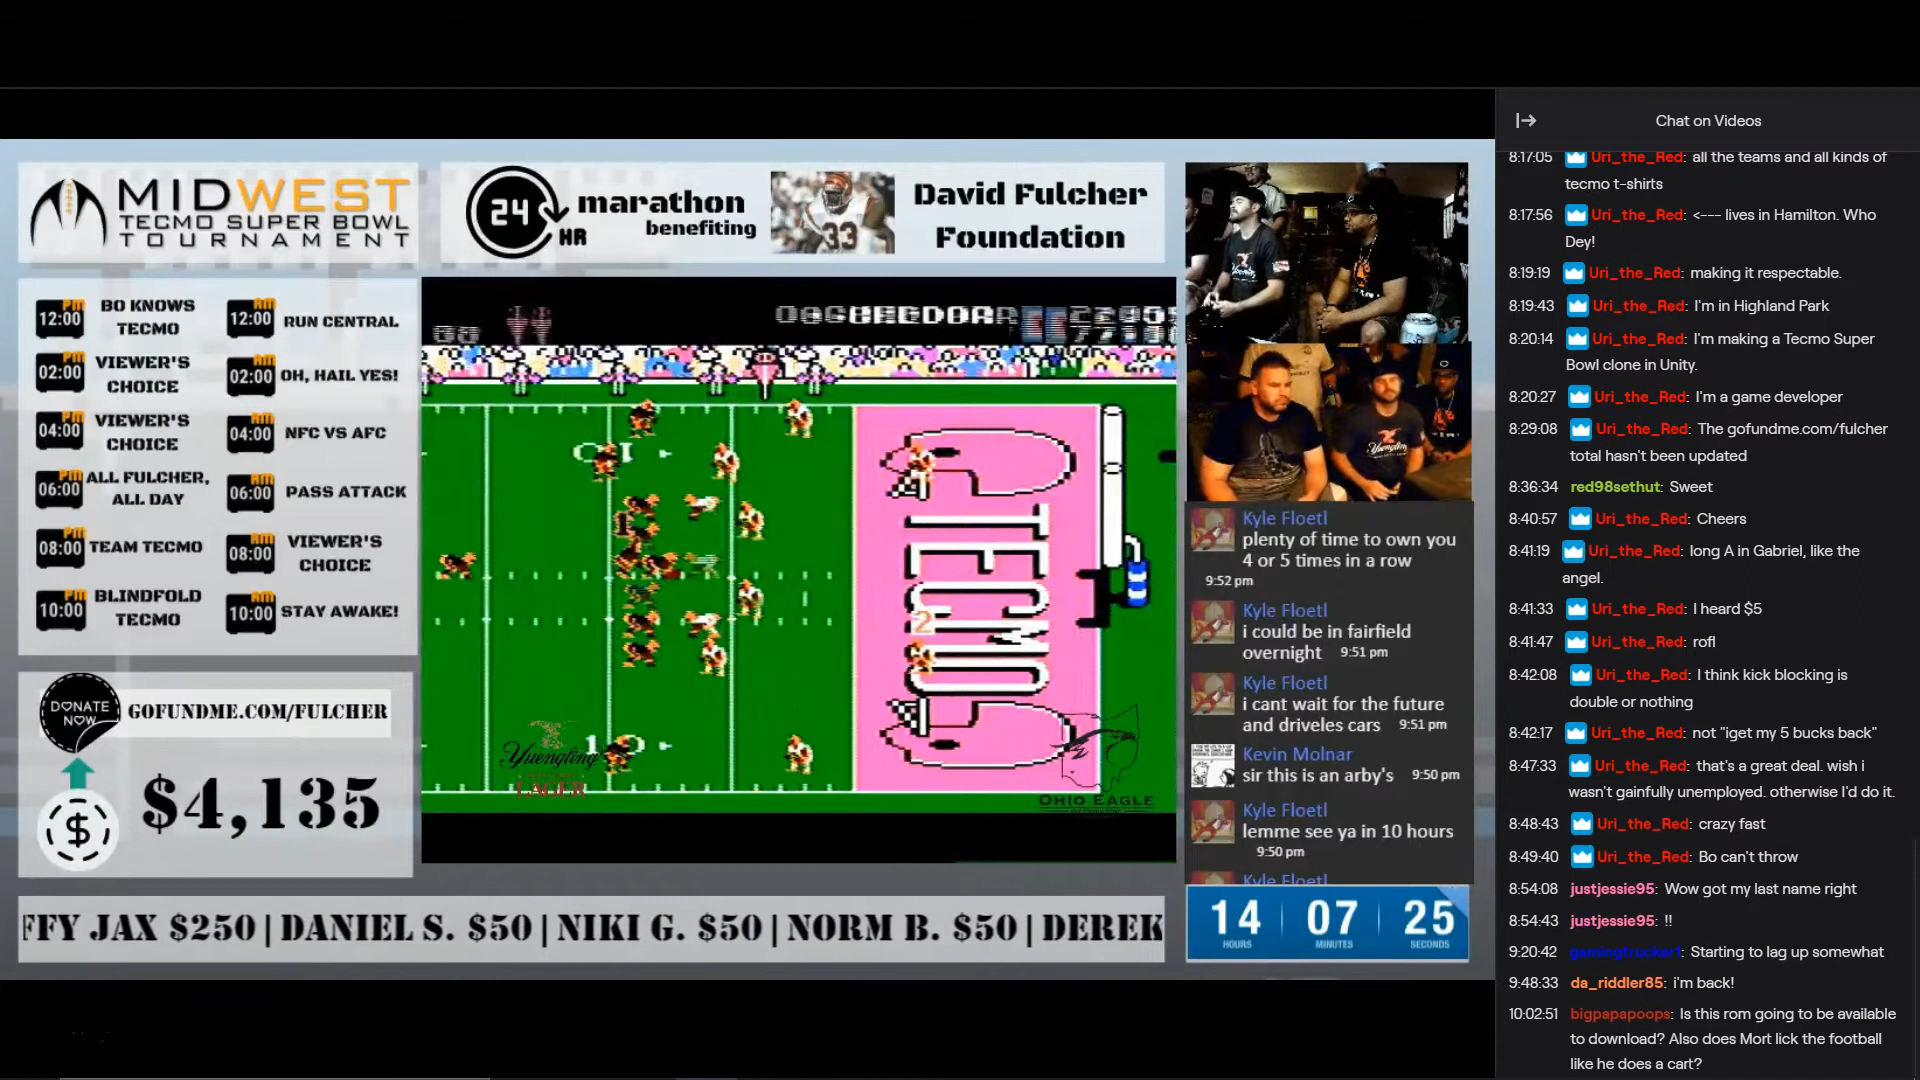 MIDWEST
TECMO SUPER BOWL
TOURNAMENT
24
HR
marathon
benefiting
33
David Fulcher
Foundation
PM 12:00 BO KNOWS TECMO
AM 12:00 RUN CENTRAL
PM 02:00 VIEWER'S CHOICE
AM 02:00 OH, HAIL YES!
PM 04:00 VIEWER'S CHOICE
AM 04:00 NFC VS AFC
PM 06:00 ALL FULCHER, ALL DAY
AM 06:00 PASS ATTACK
PM 08:00 TEAM TECMO
AM 08:00 VIEWER'S CHOICE
PM 10:00 BLINDFOLD TECMO
AM 10:00 STAY AWAKE!
DONATE
NOW
GOFUNDME.COM/FULCHER
$
$4,135
TECMO
Yuengling
LAGER
OHIO EAGLE
Yuengling
Kyle Floetl
plenty of time to own you
4 or 5 times in a row
9:52 pm
Kyle Floetl
i could be in fairfield
overnight 9:51 pm
Kyle Floetl
i cant wait for the future
and driveles cars 9:51 pm
Kevin Molnar
sir this is an arby's 9:50 pm
Kyle Floetl
lemme see ya in 10 hours
9:50 pm
Kyle Floetl
FFY JAX $250 | DANIEL S. $50 | NIKI G. $50 | NORM B. $50 | DEREK
14 07 25
HOURS MINUTES SECONDS
Chat on Videos
8:17:05 Uri_the_Red: all the teams and all kinds of
tecmo t-shirts
8:17:56 Uri_the_Red: <--- lives in Hamilton. Who
Dey!
8:19:19 Uri_the_Red: making it respectable.
8:19:43 Uri_the_Red: I'm in Highland Park
8:20:14 Uri_the_Red: I'm making a Tecmo Super
Bowl clone in Unity.
8:20:27 Uri_the_Red: I'm a game developer
8:29:08 Uri_the_Red: The gofundme.com/fulcher
total hasn't been updated
8:36:34 red98sethut: Sweet
8:40:57 Uri_the_Red: Cheers
8:41:19 Uri_the_Red: long A in Gabriel, like the
angel.
8:41:33 Uri_the_Red: I heard $5
8:41:47 Uri_the_Red: rofl
8:42:08 Uri_the_Red: I think kick blocking is
double or nothing
8:42:17 Uri_the_Red: not "iget my 5 bucks back"
8:47:33 Uri_the_Red: that's a great deal. wish i
wasn't gainfully unemployed. otherwise I'd do it.
8:48:43 Uri_the_Red: crazy fast
8:49:40 Uri_the_Red: Bo can't throw
8:54:08 justjessie95: Wow got my last name right
8:54:43 justjessie95: !!
9:20:42 gamingtrucker1: Starting to lag up somewhat
9:48:33 da_riddler85: i'm back!
10:02:51 bigpapapoops: Is this rom going to be available
to download? Also does Mort lick the football
like he does a cart?